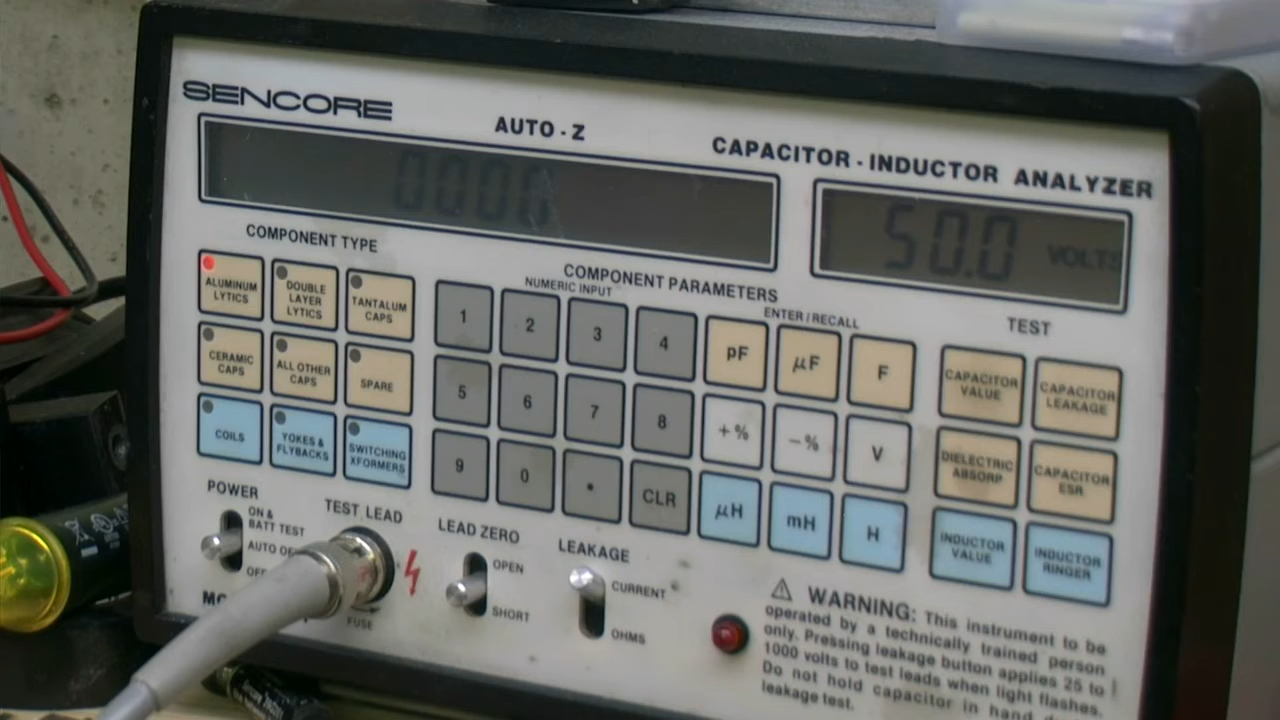 SENCORE
AUTO - Z
CAPACITOR - INDUCTOR ANALYZER
0000
50.0 VOLTS
COMPONENT TYPE
COMPONENT PARAMETERS
NUMERIC INPUT
ENTER / RECALL
TEST
ALUMINUM
LYTICS
DOUBLE
LAYER
LYTICS
TANTALUM
CAPS
1
2
3
4
pF
µF
F
CAPACITOR
VALUE
CAPACITOR
LEAKAGE
CERAMIC
CAPS
ALL OTHER
CAPS
SPARE
5
6
7
8
+%
-%
V
DIELECTRIC
ABSORP
CAPACITOR
ESR
COILS
YOKES &
FLYBACKS
SWITCHING
XFORMERS
9
0
•
CLR
µH
mH
H
INDUCTOR
VALUE
INDUCTOR
RINGER
POWER
ON &
BATT TEST
AUTO
TEST LEAD
FUSE
LEAD ZERO
OPEN
SHORT
LEAKAGE
CURRENT
OHMS
⚠ WARNING: This instrument to be
operated by a technically trained person
only. Pressing leakage button applies 25 to
1000 volts to test leads when light flashes.
Do not hold capacitor in hand
leakage test.